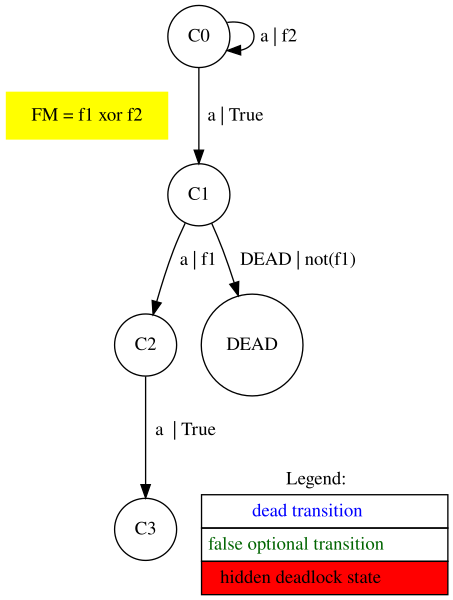 C0
a | f2
FM = f1 xor f2
a | True
C1
a | f1
DEAD | not(f1)
C2
DEAD
a | True
C3
Legend:
dead transition
false optional transition
hidden deadlock state